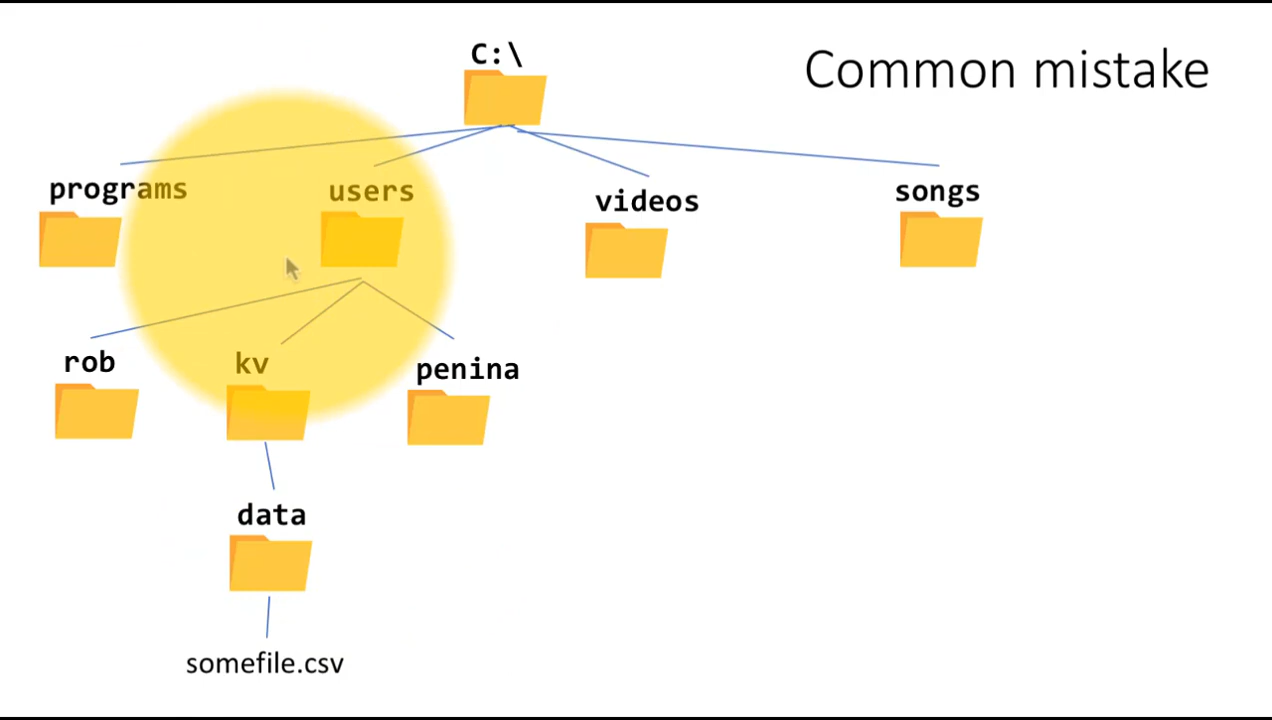 C:\
Common mistake
programs
users
videos
songs
rob
kv
penina
data
somefile.csv